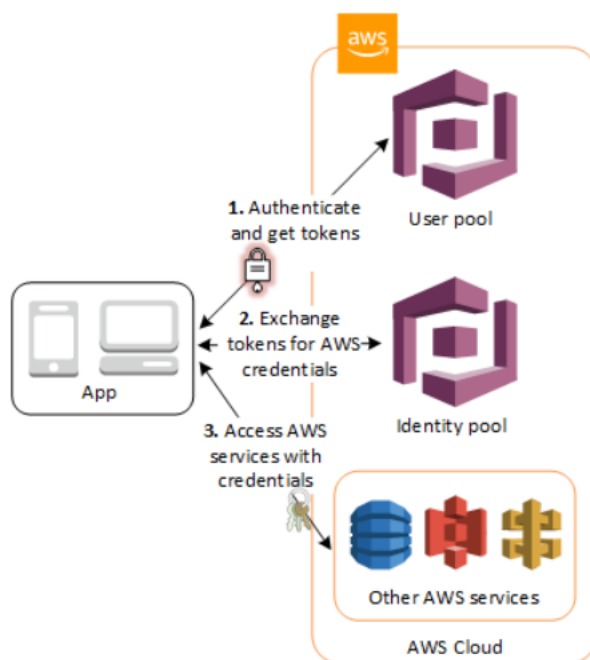 aws
User pool
1. Authenticate
and get tokens
2. Exchange
tokens for AWS
credentials
App
Identity pool
3. Access AWS
services with
credentials
Other AWS services
AWS Cloud